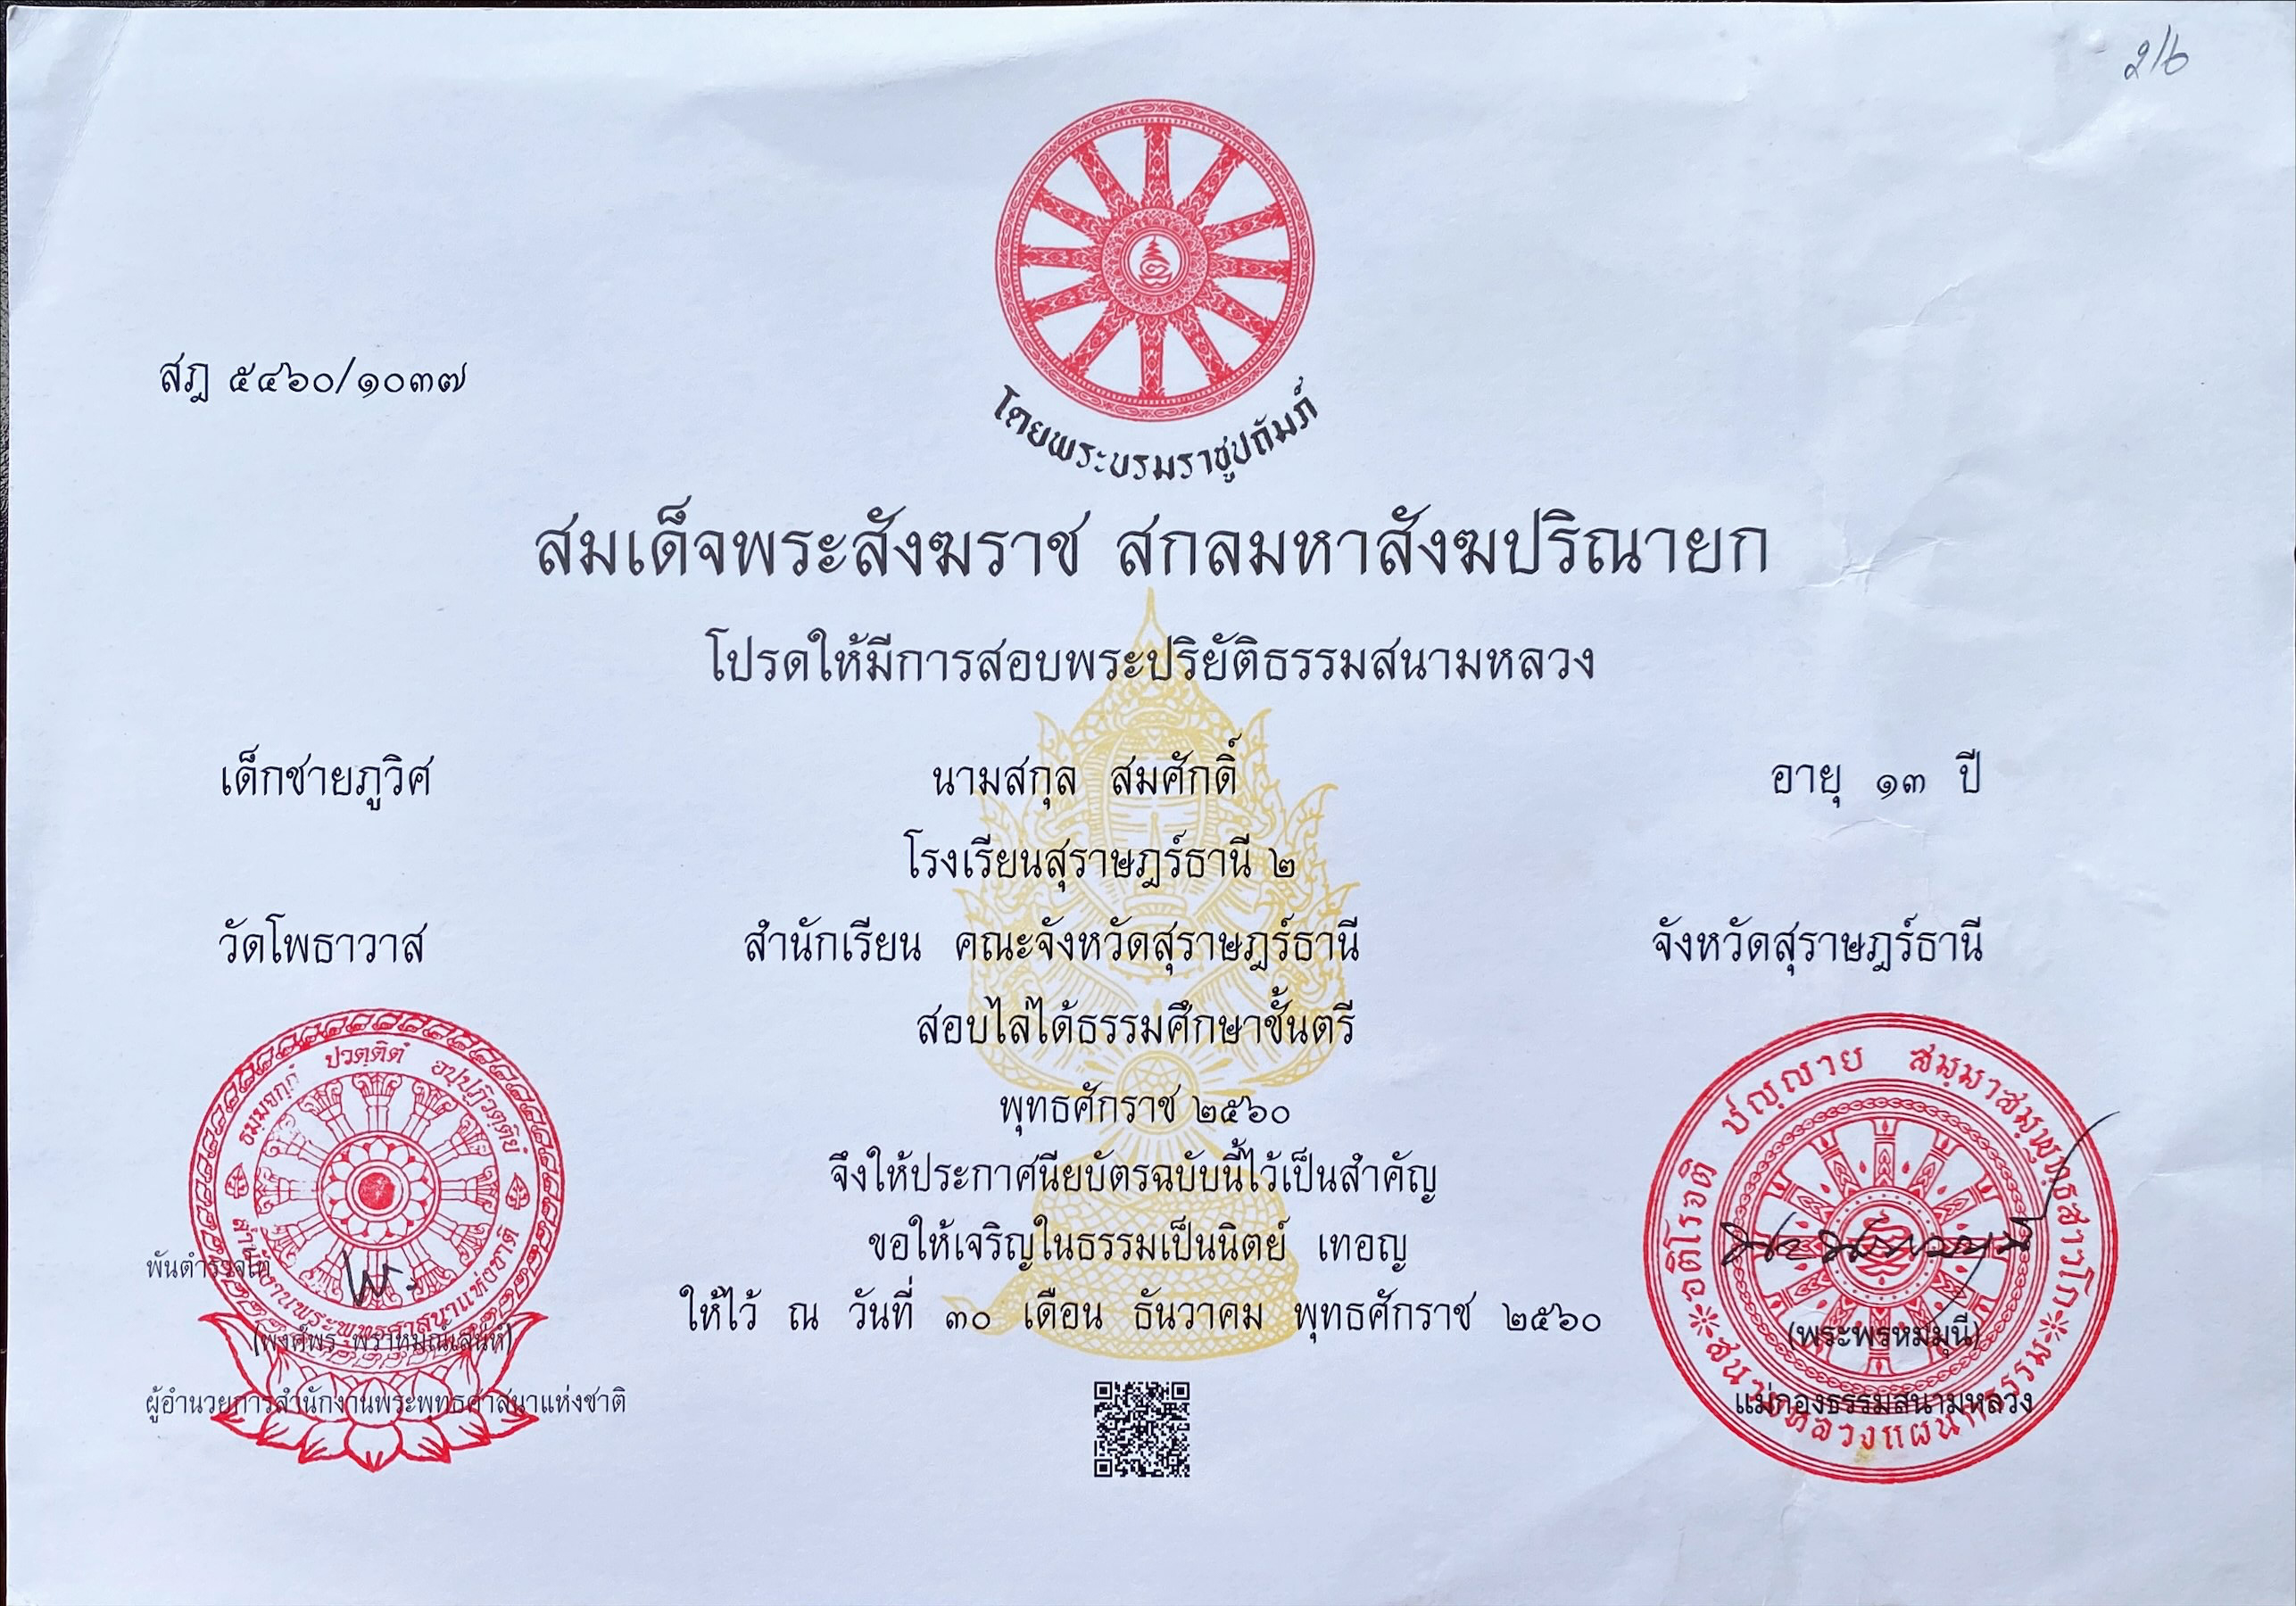 ๑/๖
สฎ ๕๔๖๐/๑๐๓๗
โดยพระบรมราชูปถัมภ์
สมเด็จพระสังฆราช สกลมหาสังฆปริณายก
โปรดให้มีการสอบพระปริยัติธรรมสนามหลวง
เด็กชายภูวิศ นามสกุล สมศักดิ์ อายุ ๑๓ ปี
โรงเรียนสุราษฎร์ธานี ๒
วัดโพธาวาส สำนักเรียน คณะจังหวัดสุราษฎร์ธานี จังหวัดสุราษฎร์ธานี
สอบไล่ได้ธรรมศึกษาชั้นตรี
พุทธศักราช ๒๕๖๐
จึงให้ประกาศนียบัตรฉบับนี้ไว้เป็นสำคัญ
ขอให้เจริญในธรรมเป็นนิตย์ เทอญ
ให้ไว้ ณ วันที่ ๓๐ เดือน ธันวาคม พุทธศักราช ๒๕๖๐
ธมฺมจกฺกํ ปวตฺติตํ อปฺปฏิวตฺติยํ
สำนักงานพระพุทธศาสนาแห่งชาติ
พันตำรวจโท
(พงศ์พร พราหมณ์เสน่ห์)
ผู้อำนวยการสำนักงานพระพุทธศาสนาแห่งชาติ
อติโรจติ ปญฺญาย สมฺมาสมฺพุทฺธสาวโก
สนามหลวงแผนกธรรม
(พระพรหมมุนี)
แม่กองธรรมสนามหลวง